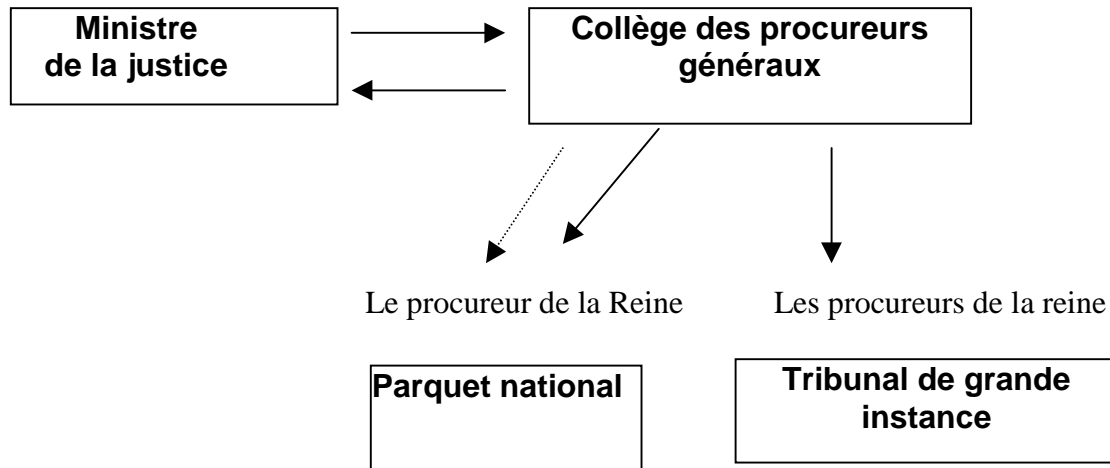 Ministre
de la justice
Collège des procureurs
généraux
Le procureur de la Reine
Les procureurs de la reine
Parquet national
Tribunal de grande
instance